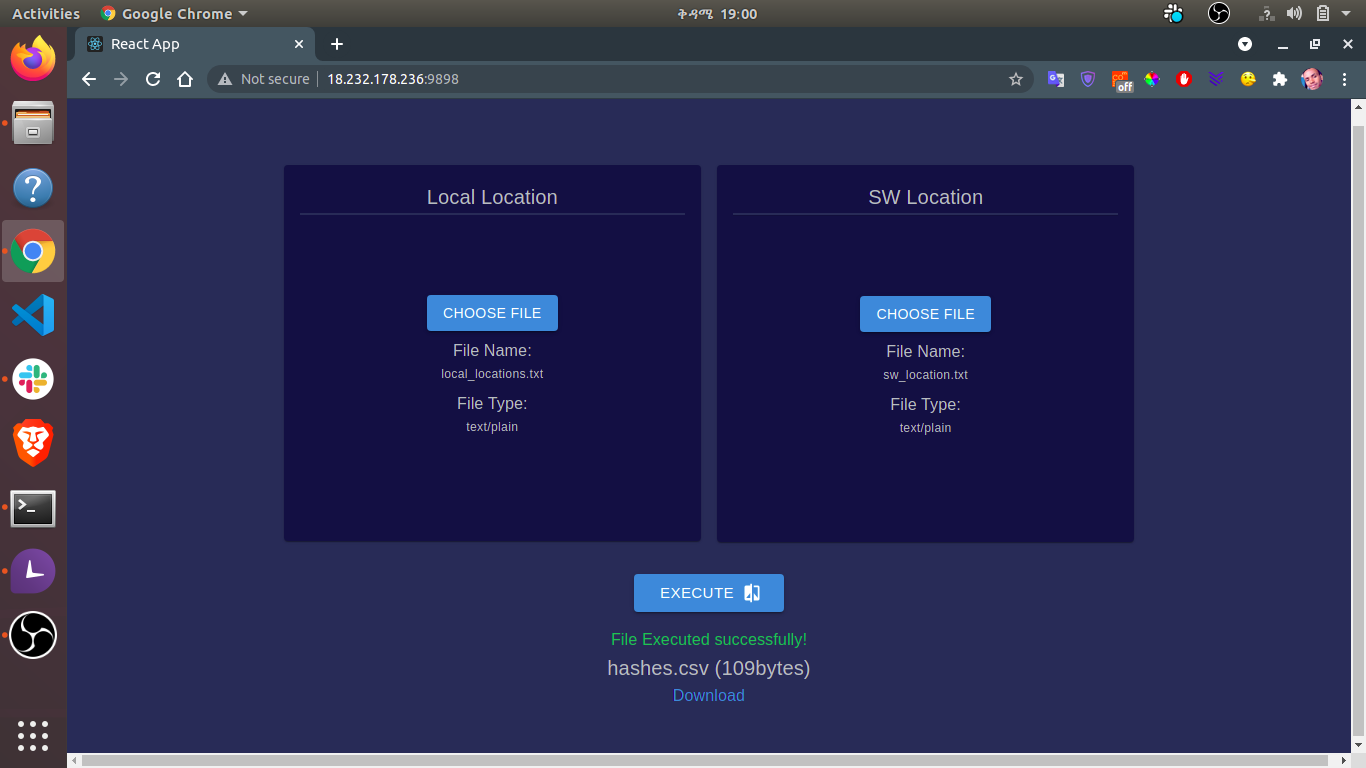 Activities
Google Chrome
ቅዳሜ 19:00
React App
Not secure
18.232.178.236:9898
off
Local Location
CHOOSE FILE
File Name:
local_locations.txt
File Type:
text/plain
SW Location
CHOOSE FILE
File Name:
sw_location.txt
File Type:
text/plain
EXECUTE
File Executed successfully!
hashes.csv (109bytes)
Download